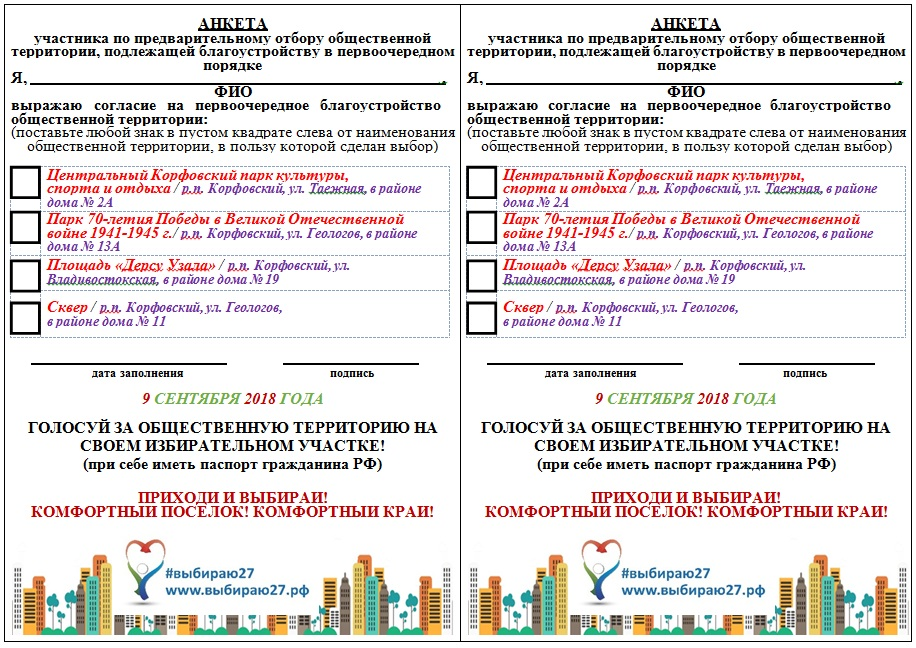 АНКЕТА
участника по предварительному отбору общественной
территории, подлежащей благоустройству в первоочередном
порядке
Я, ___.
ФИО
выражаю согласие на первоочередное благоустройство
общественной территории:
(поставьте любой знак в пустом квадрате слева от наименования
общественной территории, в пользу которой сделан выбор)
Центральный Корфовский парк культуры,
спорта и отдыха / р.п. Корфовский, ул. Таежная, в районе
дома № 2А
Парк 70-летия Победы в Великой Отечественной
войне 1941-1945 г./ р.п. Корфовский, ул. Геологов, в районе
дома № 13А
Площадь «Дерсу Узала» / р.п. Корфовский, ул.
Владивостокская, в районе дома № 19
Сквер / р.п. Корфовский, ул. Геологов,
в районе дома № 11
дата заполнения подпись
9 СЕНТЯБРЯ 2018 ГОДА
ГОЛОСУЙ ЗА ОБЩЕСТВЕННУЮ ТЕРРИТОРИЮ НА
СВОЕМ ИЗБИРАТЕЛЬНОМ УЧАСТКЕ!
(при себе иметь паспорт гражданина РФ)
ПРИХОДИ И ВЫБИРАЙ!
КОМФОРТНЫЙ ПОСЕЛОК! КОМФОРТНЫЙ КРАЙ!
#выбираю27
www.выбираю27.рф
АНКЕТА
участника по предварительному отбору общественной
территории, подлежащей благоустройству в первоочередном
порядке
Я, ___.
ФИО
выражаю согласие на первоочередное благоустройство
общественной территории:
(поставьте любой знак в пустом квадрате слева от наименования
общественной территории, в пользу которой сделан выбор)
Центральный Корфовский парк культуры,
спорта и отдыха / р.п. Корфовский, ул. Таежная, в районе
дома № 2А
Парк 70-летия Победы в Великой Отечественной
войне 1941-1945 г./ р.п. Корфовский, ул. Геологов, в районе
дома № 13А
Площадь «Дерсу Узала» / р.п. Корфовский, ул.
Владивостокская, в районе дома № 19
Сквер / р.п. Корфовский, ул. Геологов,
в районе дома № 11
дата заполнения подпись
9 СЕНТЯБРЯ 2018 ГОДА
ГОЛОСУЙ ЗА ОБЩЕСТВЕННУЮ ТЕРРИТОРИЮ НА
СВОЕМ ИЗБИРАТЕЛЬНОМ УЧАСТКЕ!
(при себе иметь паспорт гражданина РФ)
ПРИХОДИ И ВЫБИРАЙ!
КОМФОРТНЫЙ ПОСЕЛОК! КОМФОРТНЫЙ КРАЙ!
#выбираю27
www.выбираю27.рф